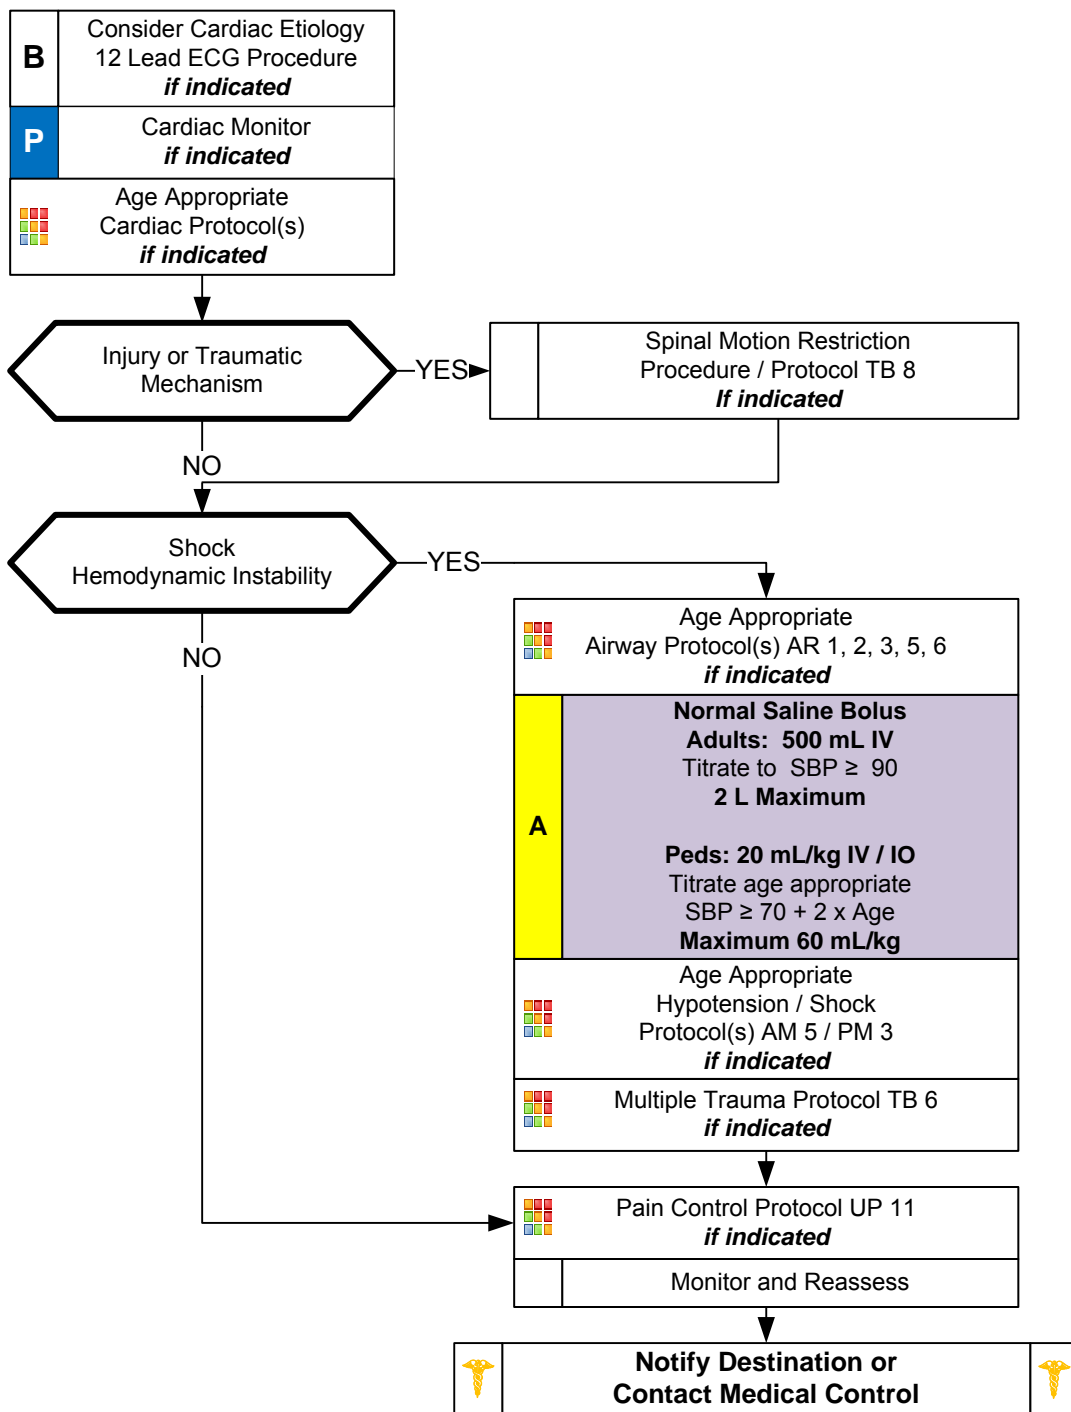 B
Consider Cardiac Etiology
12 Lead ECG Procedure
if indicated
P
Cardiac Monitor
if indicated
Age Appropriate
Cardiac Protocol(s)
if indicated
Injury or Traumatic
Mechanism
YES
Spinal Motion Restriction
Procedure / Protocol TB 8
If indicated
NO
Shock
Hemodynamic Instability
YES
NO
Age Appropriate
Airway Protocol(s) AR 1, 2, 3, 5, 6
if indicated
A
Normal Saline Bolus
Adults: 500 mL IV
Titrate to SBP ≥ 90
2 L Maximum
Peds: 20 mL/kg IV / IO
Titrate age appropriate
SBP ≥ 70 + 2 x Age
Maximum 60 mL/kg
Age Appropriate
Hypotension / Shock
Protocol(s) AM 5 / PM 3
if indicated
Multiple Trauma Protocol TB 6
if indicated
Pain Control Protocol UP 11
if indicated
Monitor and Reassess
Notify Destination or
Contact Medical Control